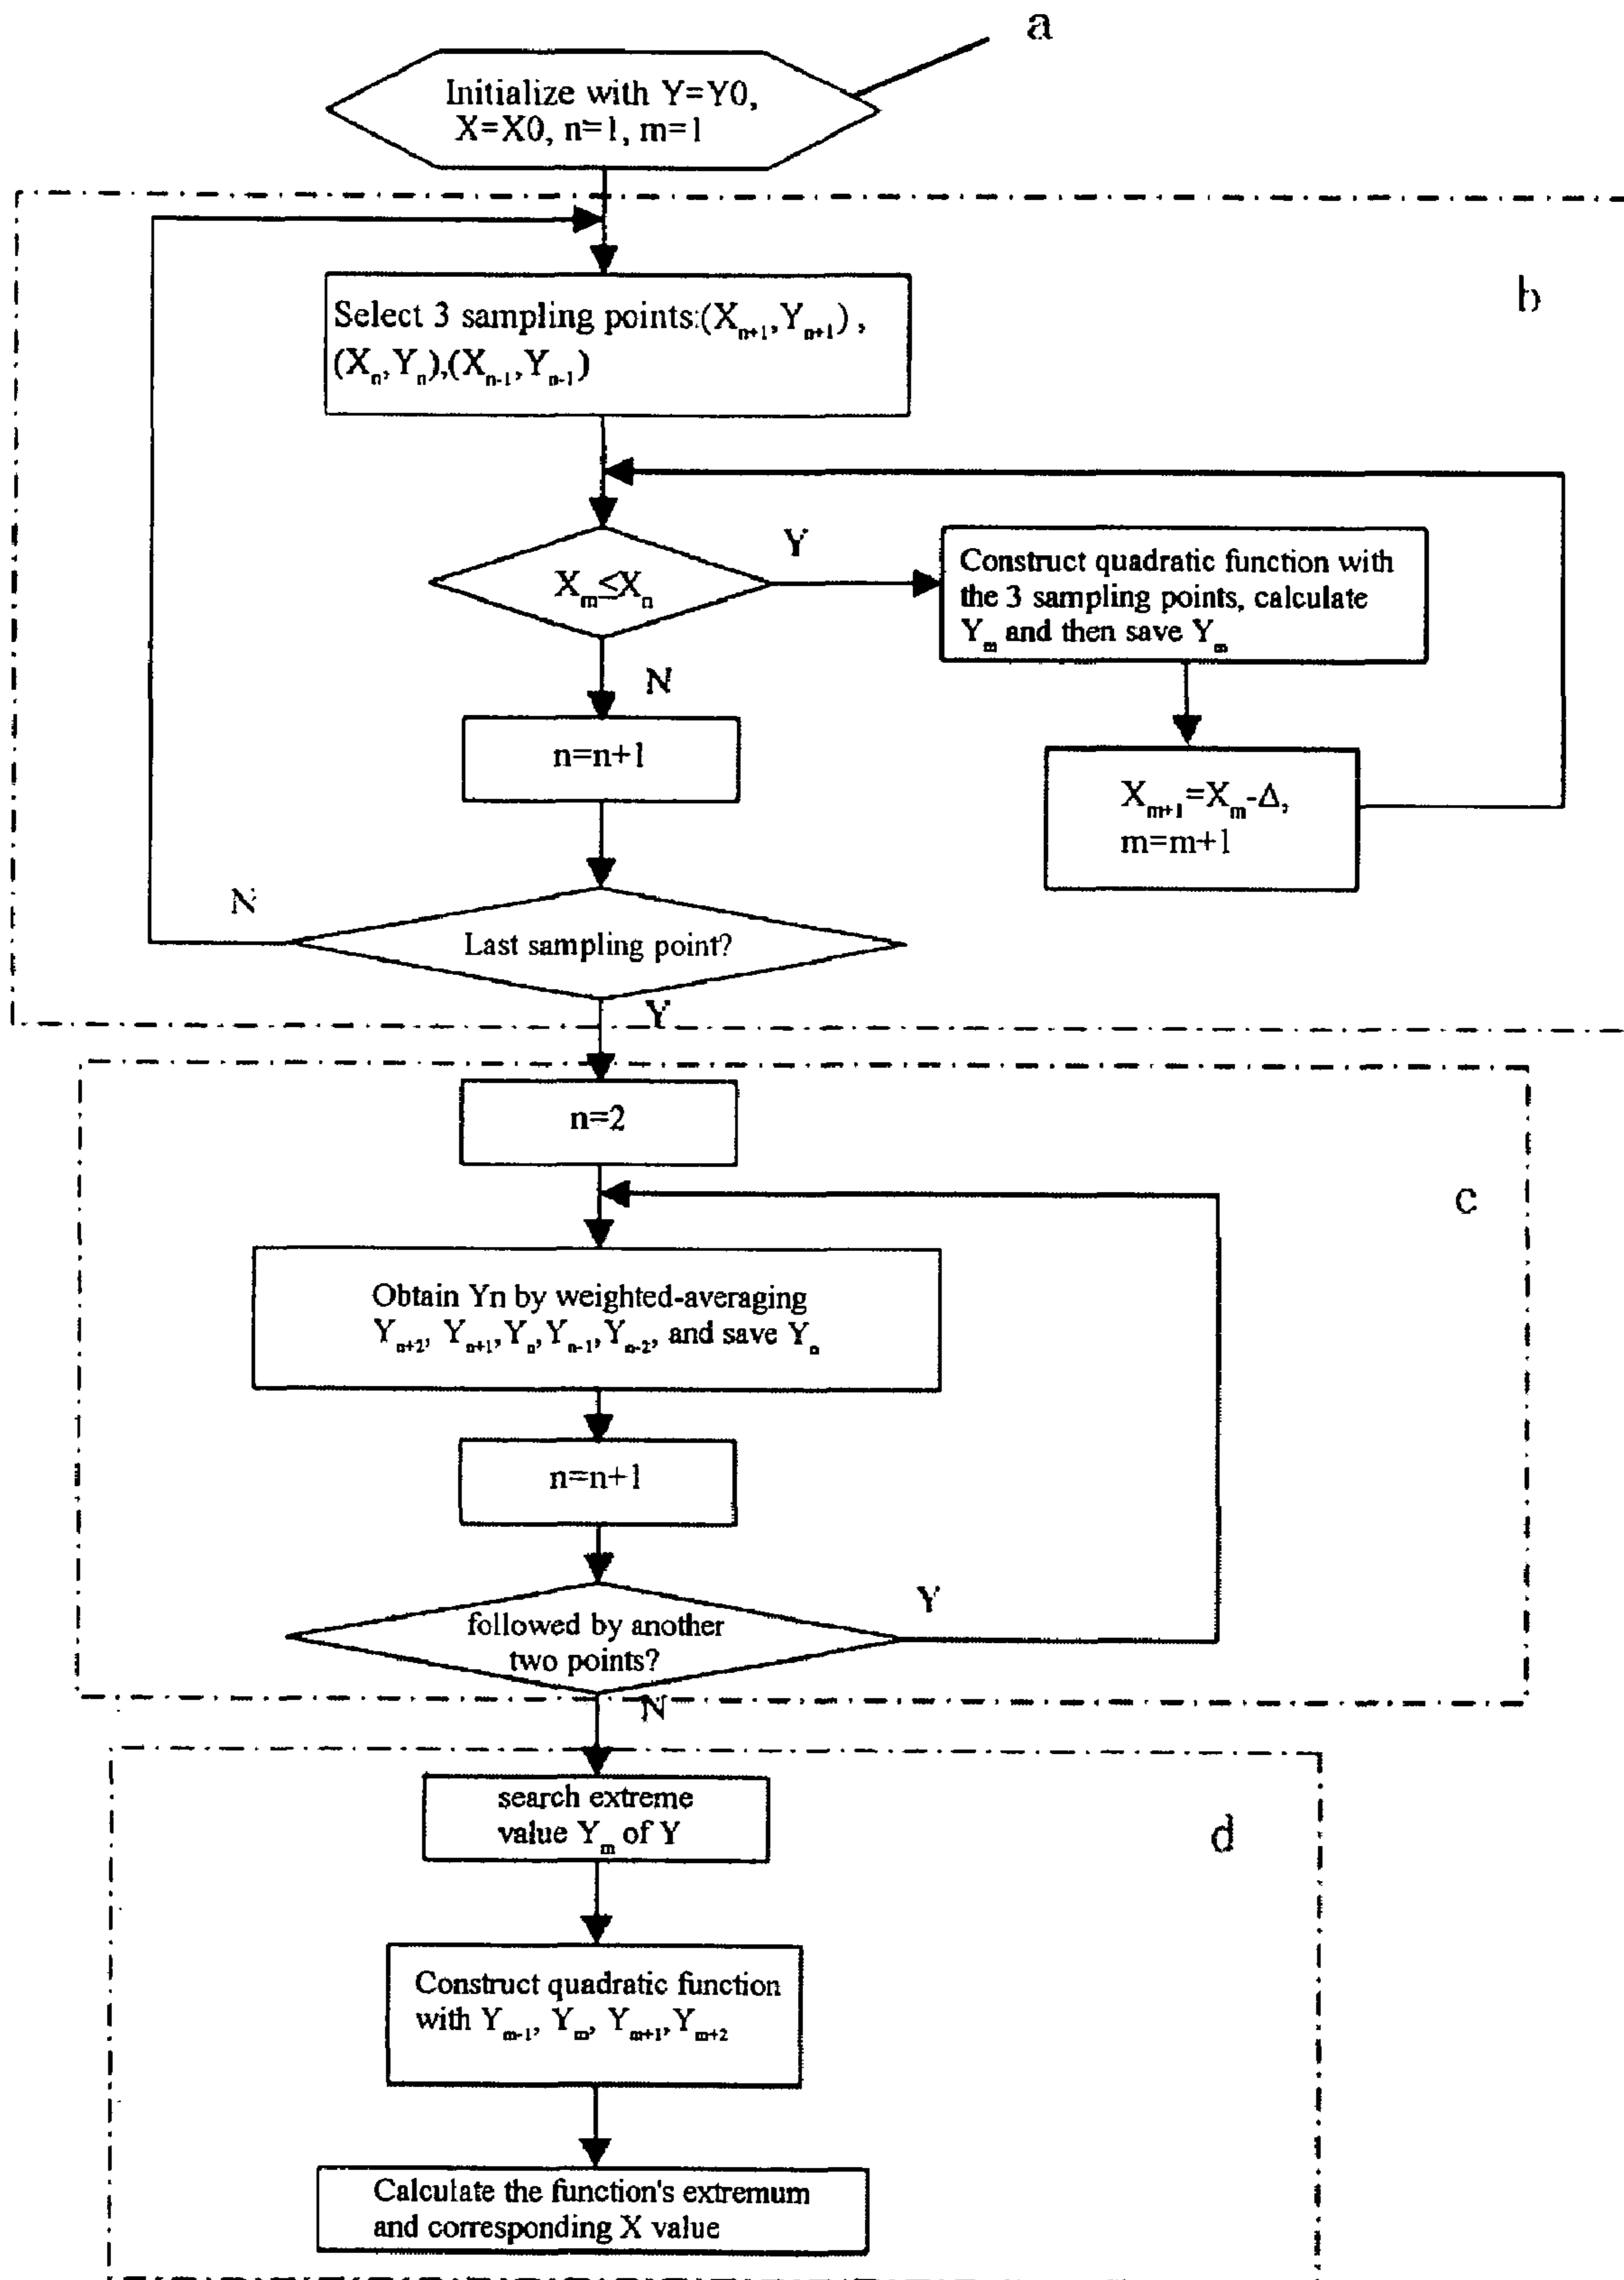 a
Initialize with Y=Y0,
X=X0, n=1, m=1
b
Select 3 sampling points:(Xₙ₊₁,Yₙ₊₁),
(Xₙ,Yₙ),(Xₙ₋₁,Yₙ₋₁)
Xₘ≤Xₙ
Y
Construct quadratic function with
the 3 sampling points, calculate
Yₘ and then save Yₘ
N
n=n+1
Xₘ₊₁=Xₘ-Δ,
m=m+1
N
Last sampling point?
Y
n=2
c
Obtain Yn by weighted-averaging
Yₙ₊₂, Yₙ₊₁,Yₙ,Yₙ₋₁,Yₙ₋₂, and save Yₙ
n=n+1
Y
followed by another
two points?
N
search extreme
value Yₘ of Y
d
Construct quadratic function
with Yₘ₋₁, Yₘ, Yₘ₊₁,Yₘ₊₂
Calculate the function's extremum
and corresponding X value